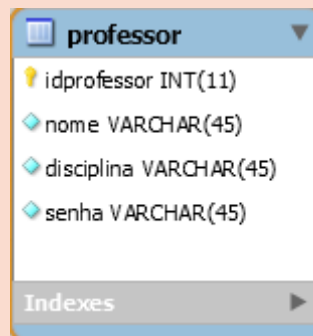 professor
idprofessor INT(11)
nome VARCHAR(45)
disciplina VARCHAR(45)
senha VARCHAR(45)
Indexes